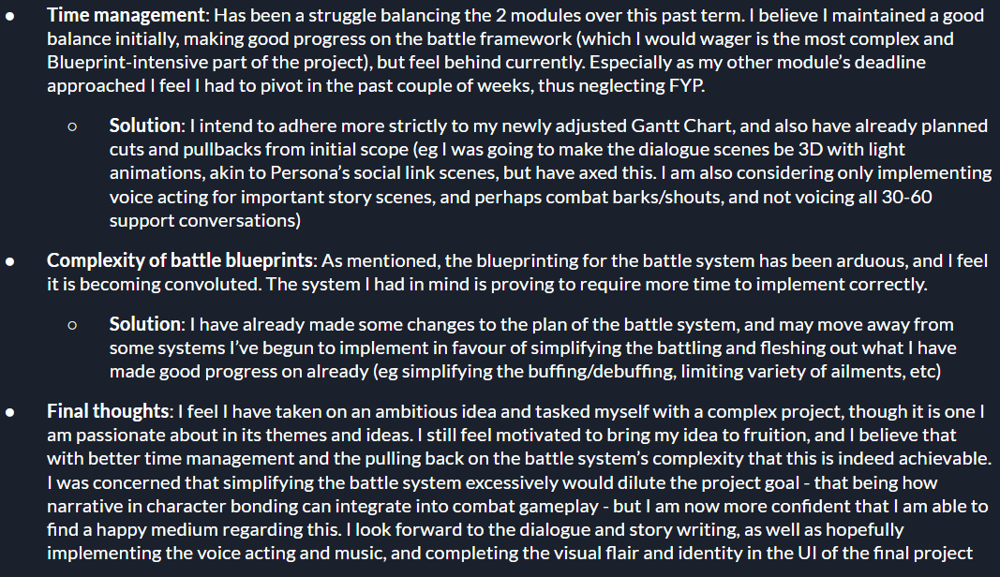 ● Time management: Has been a struggle balancing the 2 modules over this past term. I believe I maintained a good
balance initially, making good progress on the battle framework (which I would wager is the most complex and
Blueprint-intensive part of the project), but feel behind currently. Especially as my other module's deadline
approached I feel I had to pivot in the past couple of weeks, thus neglecting FYP.
○ Solution: I intend to adhere more strictly to my newly adjusted Gantt Chart, and also have already planned
cuts and pullbacks from initial scope (eg I was going to make the dialogue scenes be 3D with light
animations, akin to Persona's social link scenes, but have axed this. I am also considering only implementing
voice acting for important story scenes, and perhaps combat barks/shouts, and not voicing all 30-60
support conversations)
● Complexity of battle blueprints: As mentioned, the blueprinting for the battle system has been arduous, and I feel
it is becoming convoluted. The system I had in mind is proving to require more time to implement correctly.
○ Solution: I have already made some changes to the plan of the battle system, and may move away from
some systems I've begun to implement in favour of simplifying the battling and fleshing out what I have
made good progress on already (eg simplifying the buffing/debuffing, limiting variety of ailments, etc)
● Final thoughts: I feel I have taken on an ambitious idea and tasked myself with a complex project, though it is one I
am passionate about in its themes and ideas. I still feel motivated to bring my idea to fruition, and I believe that
with better time management and the pulling back on the battle system's complexity that this is indeed achievable.
I was concerned that simplifying the battle system excessively would dilute the project goal - that being how
narrative in character bonding can integrate into combat gameplay - but I am now more confident that I am able to
find a happy medium regarding this. I look forward to the dialogue and story writing, as well as hopefully
implementing the voice acting and music, and completing the visual flair and identity in the UI of the final project